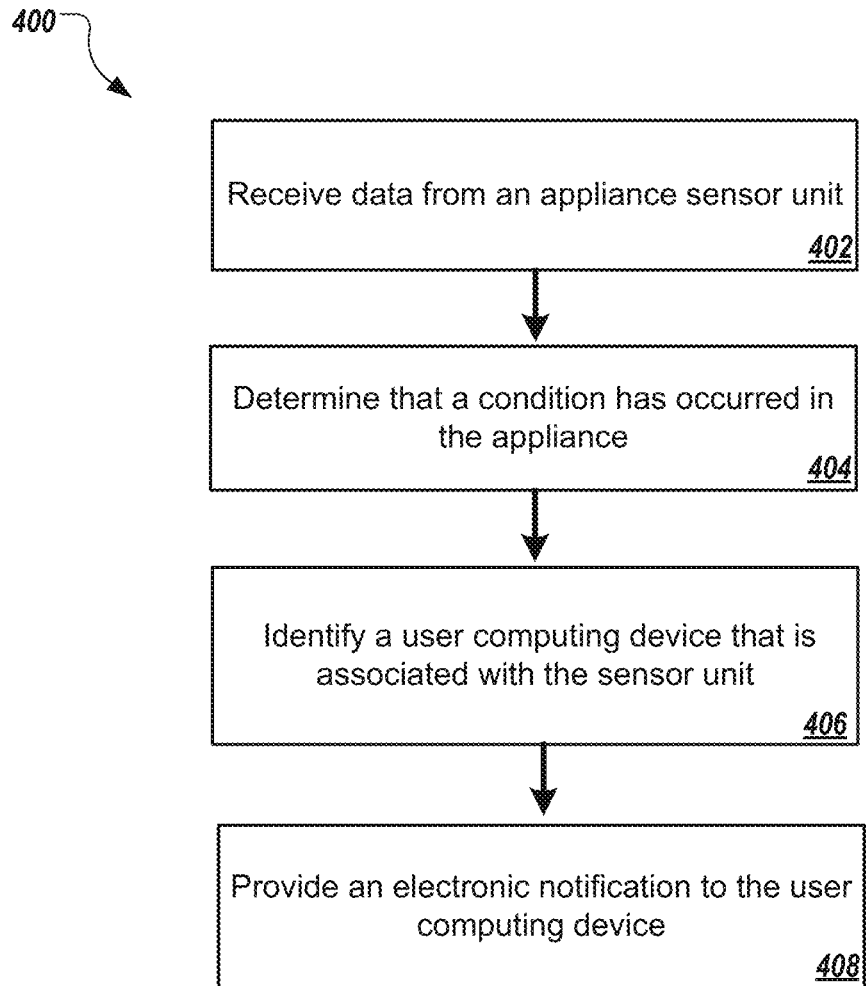 400
Receive data from an appliance sensor unit
402
Determine that a condition has occurred in
the appliance
404
Identify a user computing device that is
associated with the sensor unit
406
Provide an electronic notification to the user
computing device
408